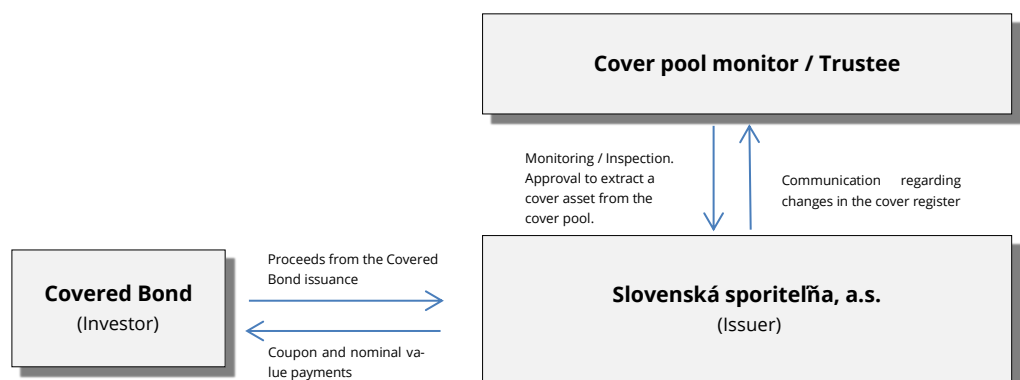 Cover pool monitor / Trustee
Monitoring / Inspection.
Approval to extract a
cover asset from the
cover pool.
Communication regarding
changes in the cover register
Proceeds from the Covered
Bond issuance
Covered Bond
(Investor)
Slovenská sporiteľňa, a.s.
(Issuer)
Coupon and nominal va-
lue payments